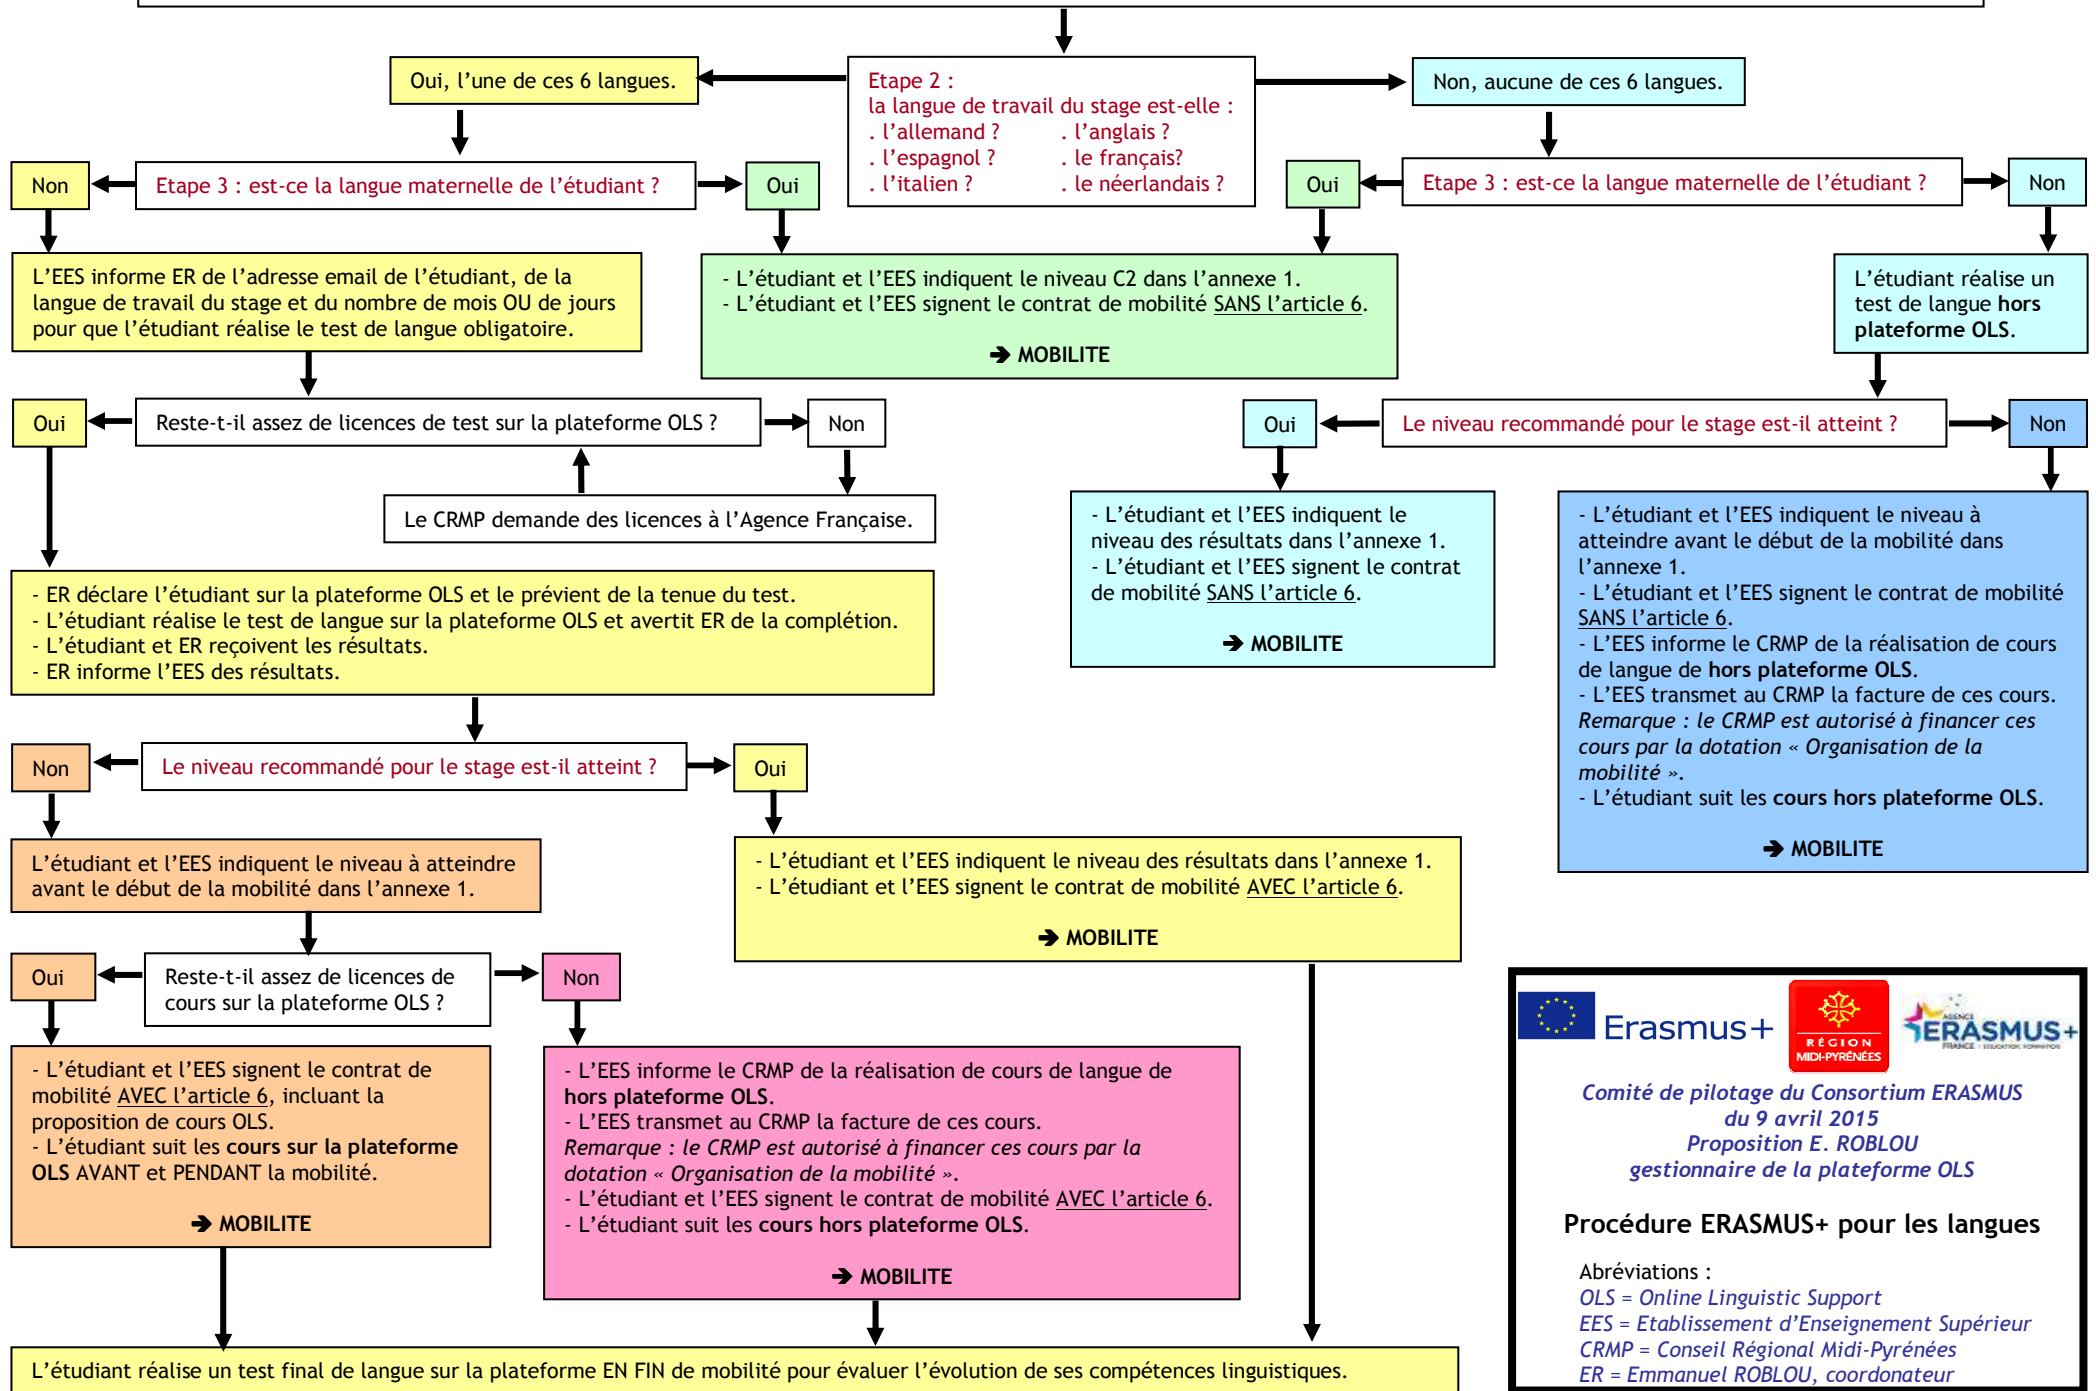 Oui, l’une de ces 6 langues.
Etape 2 :
la langue de travail du stage est-elle :
. l’allemand ? . l’anglais ?
. l’espagnol ? . le français?
. l’italien ? . le néerlandais ?
Non, aucune de ces 6 langues.
Non
Etape 3 : est-ce la langue maternelle de l’étudiant ?
Oui
Oui
Etape 3 : est-ce la langue maternelle de l’étudiant ?
Non
L’EES informe ER de l’adresse email de l’étudiant, de la
langue de travail du stage et du nombre de mois OU de jours
pour que l’étudiant réalise le test de langue obligatoire.
- L’étudiant et l’EES indiquent le niveau C2 dans l’annexe 1.
- L’étudiant et l’EES signent le contrat de mobilité SANS l’article 6.
➔ MOBILITE
L’étudiant réalise un
test de langue hors
plateforme OLS.
Oui
Reste-t-il assez de licences de test sur la plateforme OLS ?
Non
Oui
Le niveau recommandé pour le stage est-il atteint ?
Non
Le CRMP demande des licences à l’Agence Française.
- L’étudiant et l’EES indiquent le
niveau des résultats dans l’annexe 1.
- L’étudiant et l’EES signent le contrat
de mobilité SANS l’article 6.
➔ MOBILITE
- L’étudiant et l’EES indiquent le niveau à
atteindre avant le début de la mobilité dans
l’annexe 1.
- L’étudiant et l’EES signent le contrat de mobilité
SANS l’article 6.
- L’EES informe le CRMP de la réalisation de cours
de langue de hors plateforme OLS.
- L’EES transmet au CRMP la facture de ces cours.
Remarque : le CRMP est autorisé à financer ces
cours par la dotation « Organisation de la
mobilité ».
- L’étudiant suit les cours hors plateforme OLS.
➔ MOBILITE
- ER déclare l’étudiant sur la plateforme OLS et le prévient de la tenue du test.
- L’étudiant réalise le test de langue sur la plateforme OLS et avertit ER de la complétion.
- L’étudiant et ER reçoivent les résultats.
- ER informe l’EES des résultats.
Non
Le niveau recommandé pour le stage est-il atteint ?
Oui
L’étudiant et l’EES indiquent le niveau à atteindre
avant le début de la mobilité dans l’annexe 1.
- L’étudiant et l’EES indiquent le niveau des résultats dans l’annexe 1.
- L’étudiant et l’EES signent le contrat de mobilité AVEC l’article 6.
➔ MOBILITE
Oui
Reste-t-il assez de licences de
cours sur la plateforme OLS ?
Non
- L’étudiant et l’EES signent le contrat de
mobilité AVEC l’article 6, incluant la
proposition de cours OLS.
- L’étudiant suit les cours sur la plateforme
OLS AVANT et PENDANT la mobilité.
➔ MOBILITE
- L’EES informe le CRMP de la réalisation de cours de langue de
hors plateforme OLS.
- L’EES transmet au CRMP la facture de ces cours.
Remarque : le CRMP est autorisé à financer ces cours par la
dotation « Organisation de la mobilité ».
- L’étudiant et l’EES signent le contrat de mobilité AVEC l’article 6.
- L’étudiant suit les cours hors plateforme OLS.
➔ MOBILITE
L’étudiant réalise un test final de langue sur la plateforme EN FIN de mobilité pour évaluer l’évolution de ses compétences linguistiques.
Erasmus+
RÉGION
MIDI-PYRÉNÉES
AGENCE
ERASMUS+
FRANCE / EDUCATION FORMATION
Comité de pilotage du Consortium ERASMUS
du 9 avril 2015
Proposition E. ROBLOU
gestionnaire de la plateforme OLS
Procédure ERASMUS+ pour les langues
Abréviations :
OLS = Online Linguistic Support
EES = Etablissement d’Enseignement Supérieur
CRMP = Conseil Régional Midi-Pyrénées
ER = Emmanuel ROBLOU, coordonateur